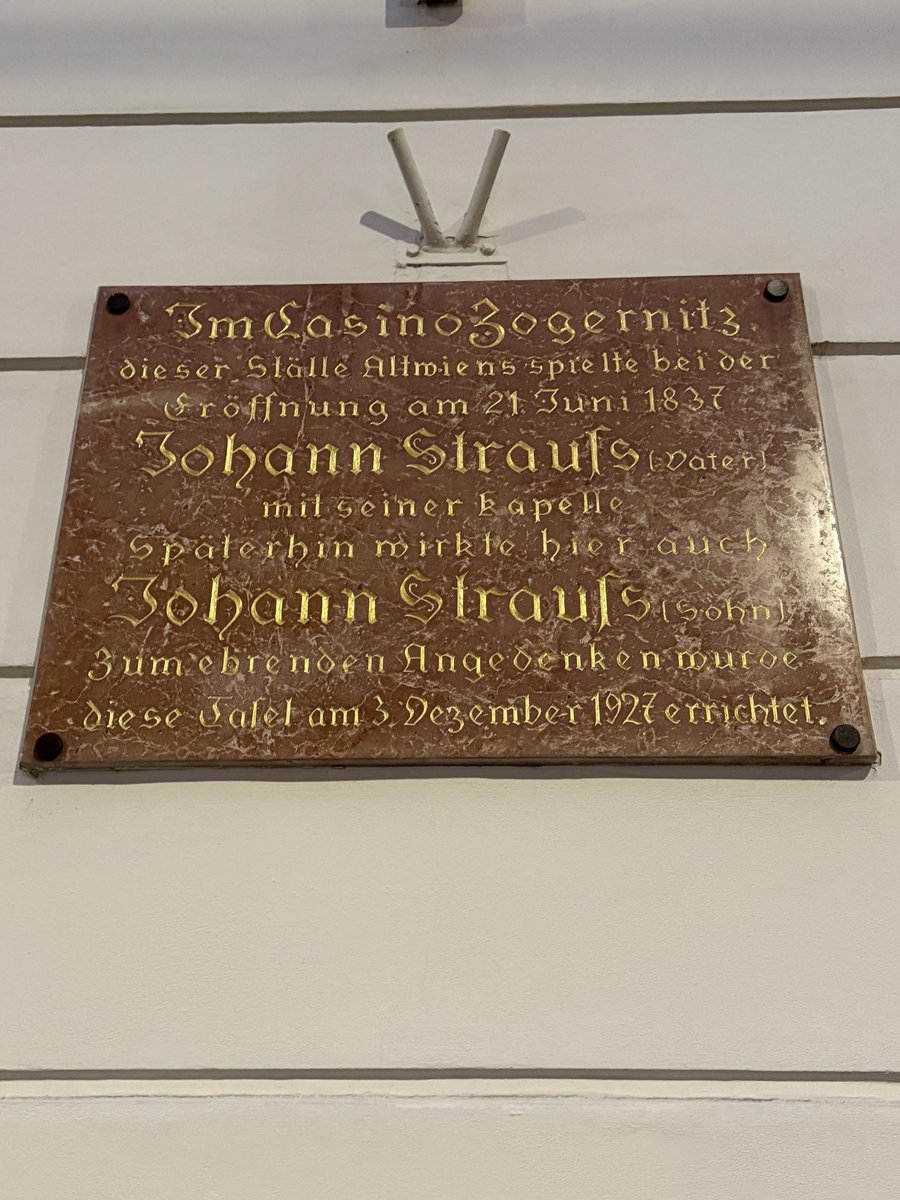 Im Casino Zögernitz.
dieser Ställe Altwiens spielte bei der
Eröffnung am 21. Juni 1837
Johann Strauſs (Vater)
mit seiner kapelle
Späterhin wirkte hier auch
Johann Strauſs (Sohn)
Zum ehrenden Angedenken wurde
diese Tafel am 3. Dezember 1927 errichtet.